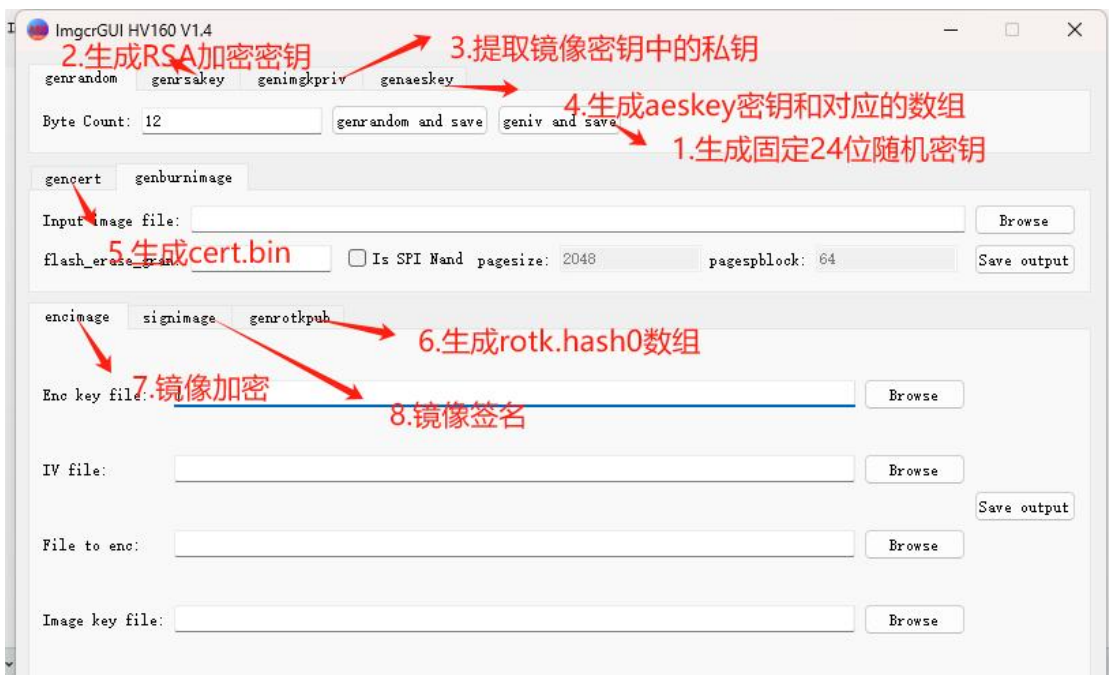 ImgcrGUI HV160 V1.4
2.生成RSA加密密钥
3.提取镜像密钥中的私钥
genrandom genrsakey genimgkpriv genaeskey
4.生成aeskey密钥和对应的数组
Byte Count: 12 genrandom and save geniv and save
1.生成固定24位随机密钥
gencert genburnimage
Input image file: Browse
5.生成cert.bin
flash_erase_gran: Is SPI Nand pagesize: 2048 pagespblock: 64 Save output
encimage signimage genrotkpub
6.生成rotk.hash0数组
7.镜像加密
Enc key file: Browse
8.镜像签名
IV file: Browse
Save output
File to enc: Browse
Image key file: Browse